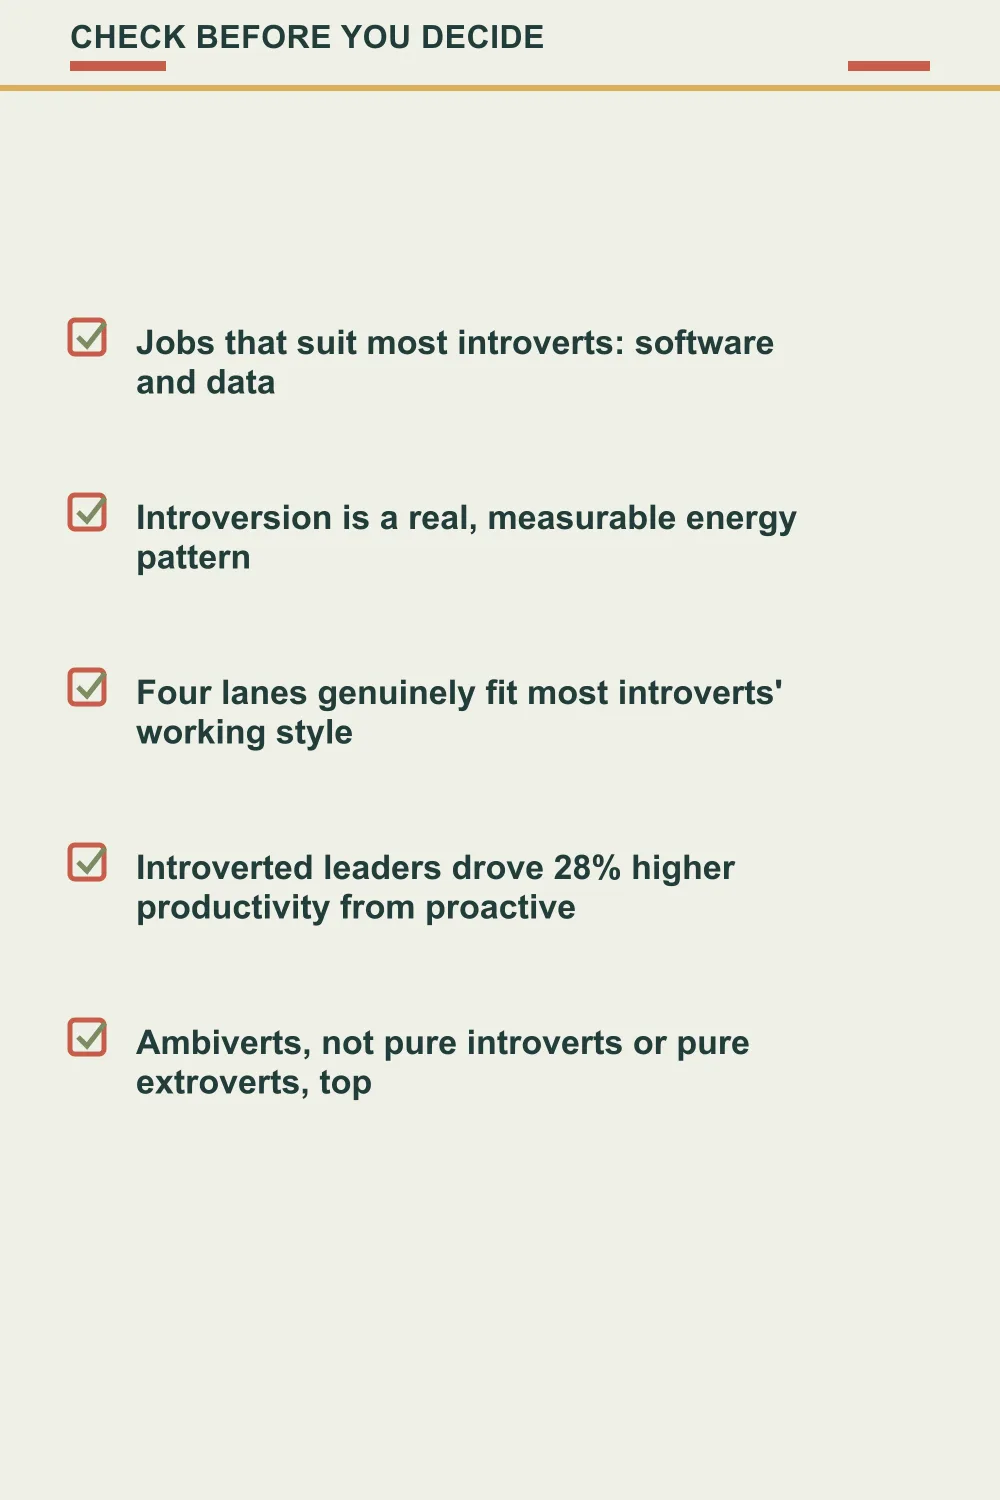 CHECK BEFORE YOU DECIDE
Jobs that suit most introverts: software
and data
Introversion is a real, measurable energy
pattern
Four lanes genuinely fit most introverts'
working style
Introverted leaders drove 28% higher
productivity from proactive
Ambiverts, not pure introverts or pure
extroverts, top